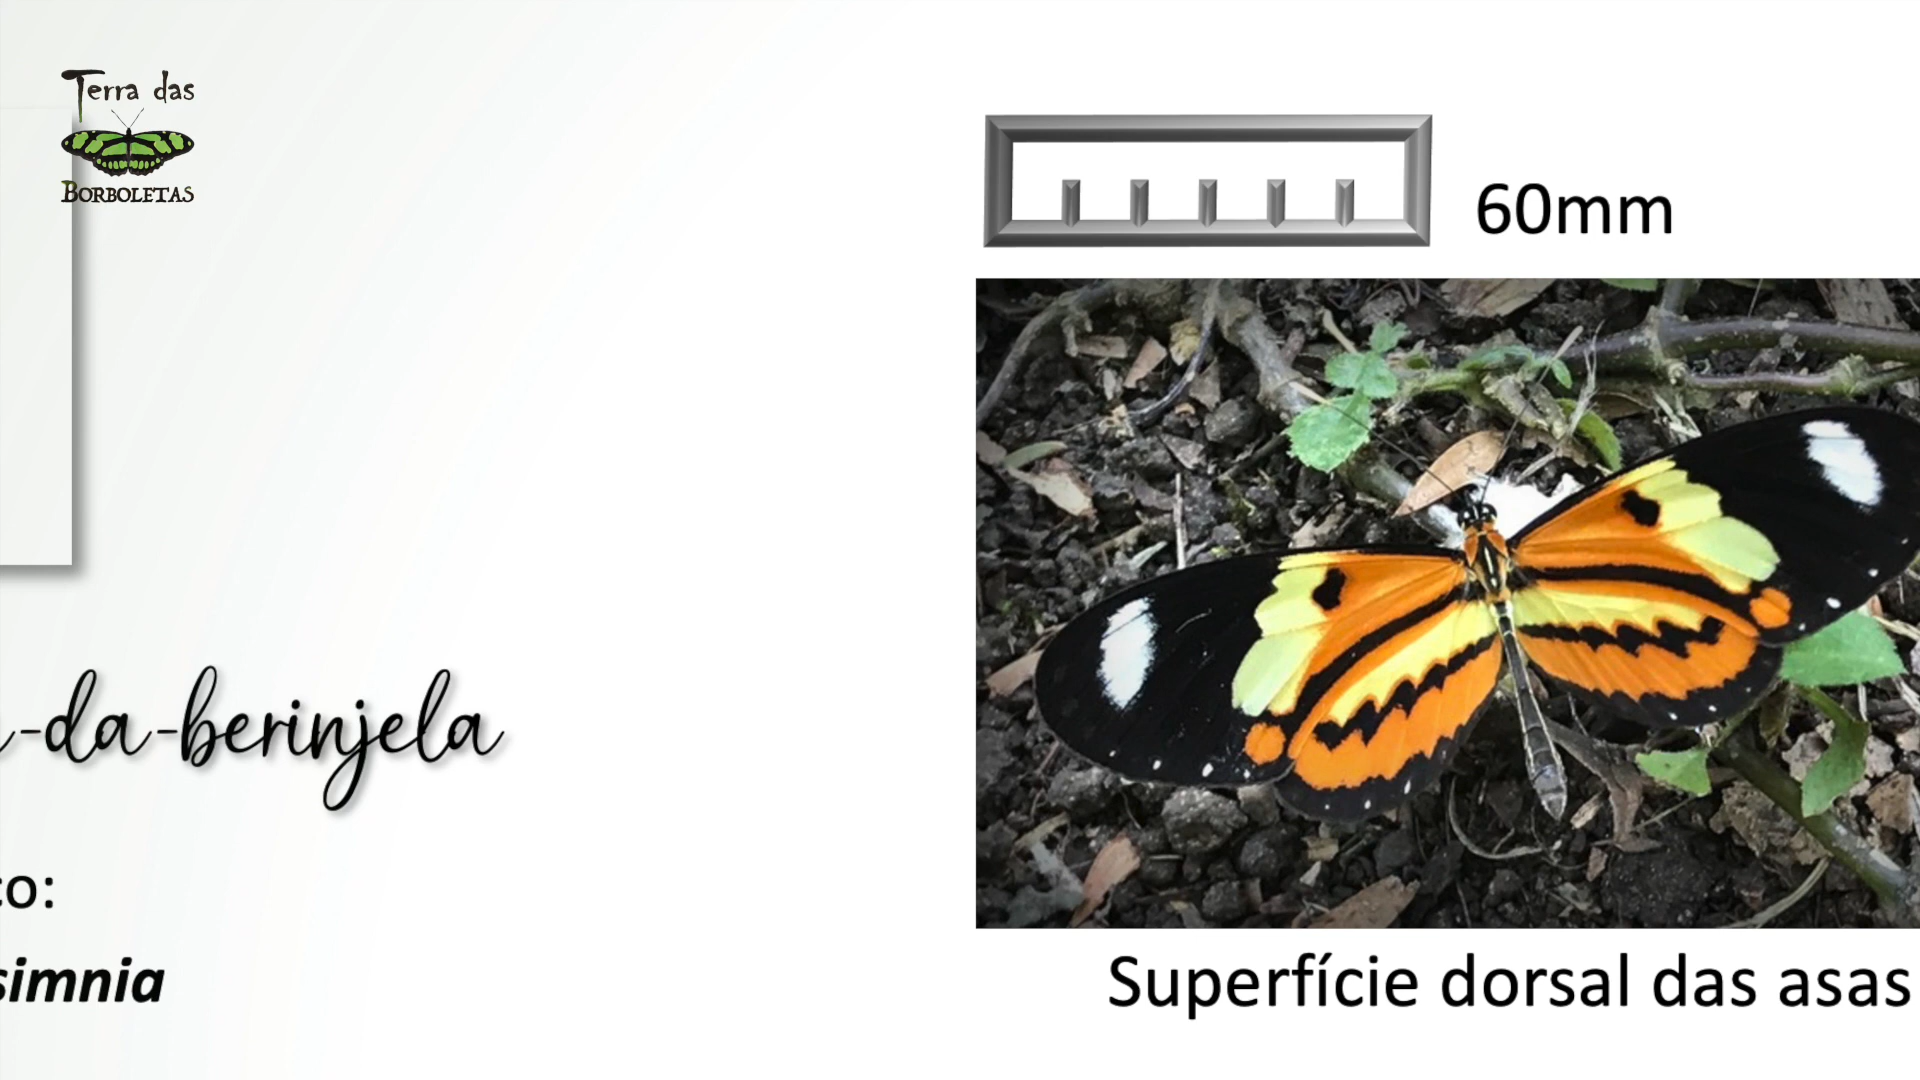 Terra das
BORBOLETAS
60mm
-da-berinjela
co:
simnia
Superfície dorsal das asas